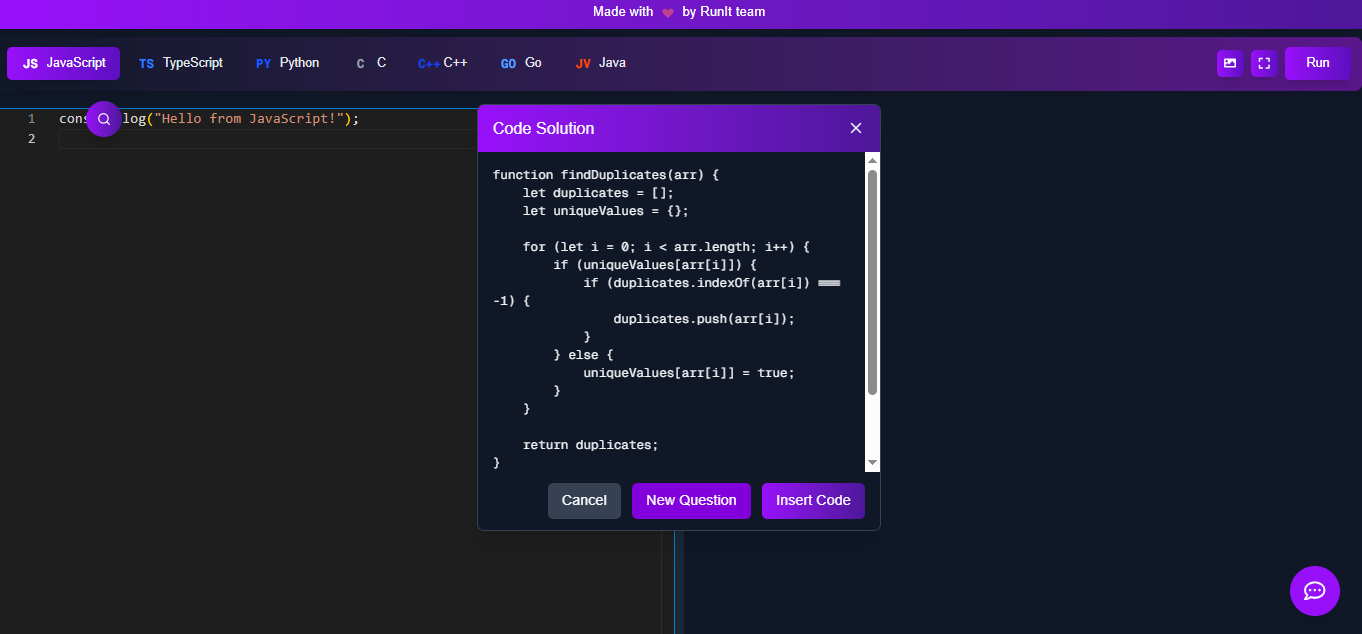 Made with ❤ by RunIt team
JS JavaScript TS TypeScript PY Python C C C++ C++ GO Go JV Java Run
1 cons log("Hello from JavaScript!");
2
Code Solution
function findDuplicates(arr) {
    let duplicates = [];
    let uniqueValues = {};
    for (let i = 0; i < arr.length; i++) {
        if (uniqueValues[arr[i]]) {
            if (duplicates.indexOf(arr[i]) ===
-1) {
                duplicates.push(arr[i]);
            }
        } else {
            uniqueValues[arr[i]] = true;
        }
    }
    return duplicates;
}
Cancel New Question Insert Code